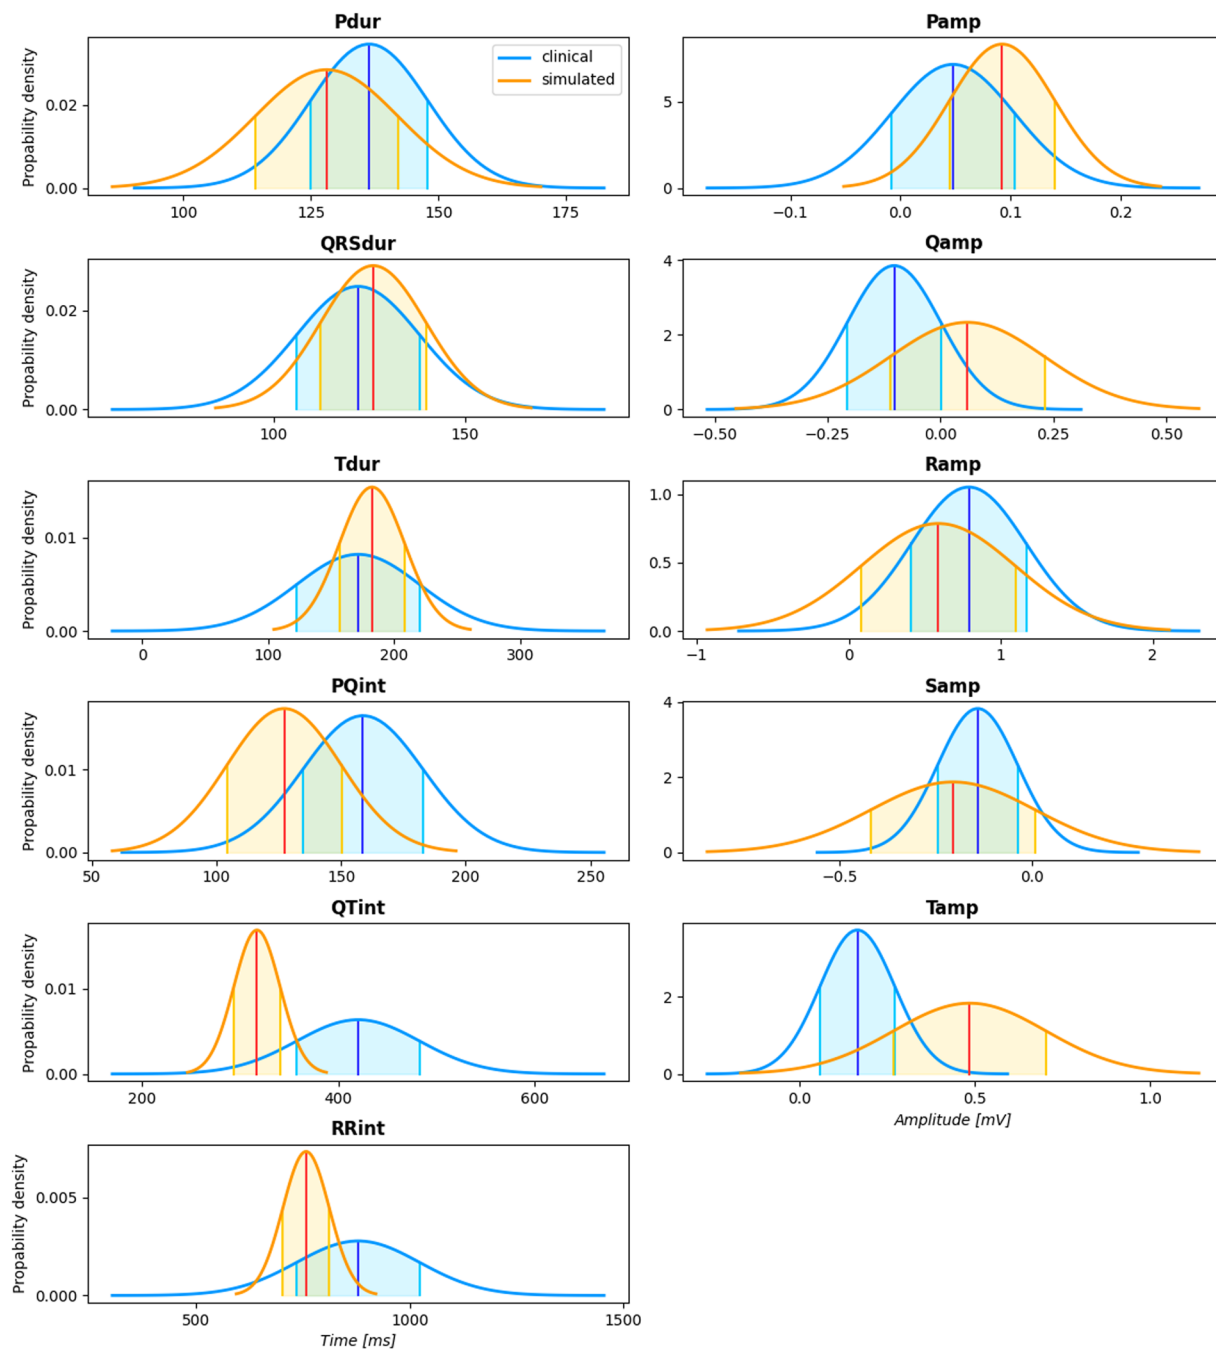 Pdur
Pamp
Propability density
0.02
0.00
clinical
simulated
100 125 150 175
5
0
−0.1 0.0 0.1 0.2
QRSdur
Qamp
Propability density
0.02
0.00
100 150
4
2
0
−0.50 −0.25 0.00 0.25 0.50
Tdur
Ramp
Propability density
0.01
0.00
0 100 200 300
1.0
0.5
0.0
−1 0 1 2
PQint
Samp
Propability density
0.01
0.00
50 100 150 200 250
4
2
0
−0.5 0.0
QTint
Tamp
Propability density
0.01
0.00
200 400 600
2
0
0.0 0.5 1.0
Amplitude [mV]
RRint
Propability density
0.005
0.000
500 1000 1500
Time [ms]